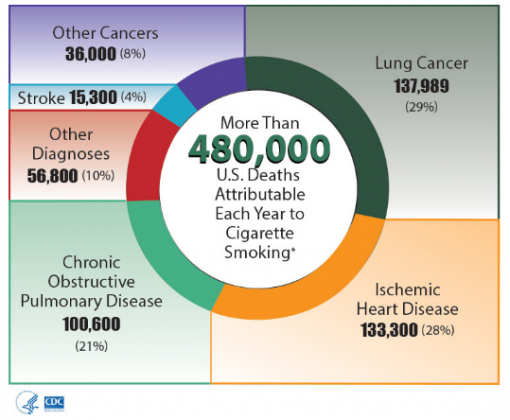 Other Cancers
36,000 (8%)
Stroke 15,300 (4%)
Other
Diagnoses
56,800 (10%)
Chronic
Obstructive
Pulmonary Disease
100,600
(21%)
More Than
480,000
U.S. Deaths
Attributable
Each Year to
Cigarette
Smoking*
Lung Cancer
137,989
(29%)
Ischemic
Heart Disease
133,300 (28%)
CDC